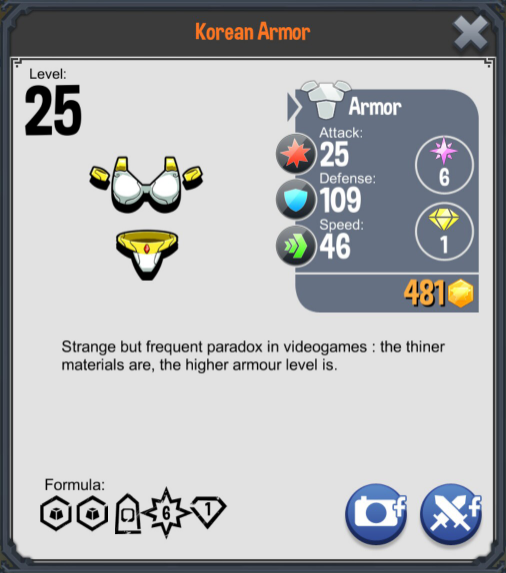 Korean Armor
Level:
25
Armor
Attack:
25
6
Defense:
109
1
Speed:
46
481
Strange but frequent paradox in videogames : the thiner
materials are, the higher armour level is.
Formula:
6
1
f
f